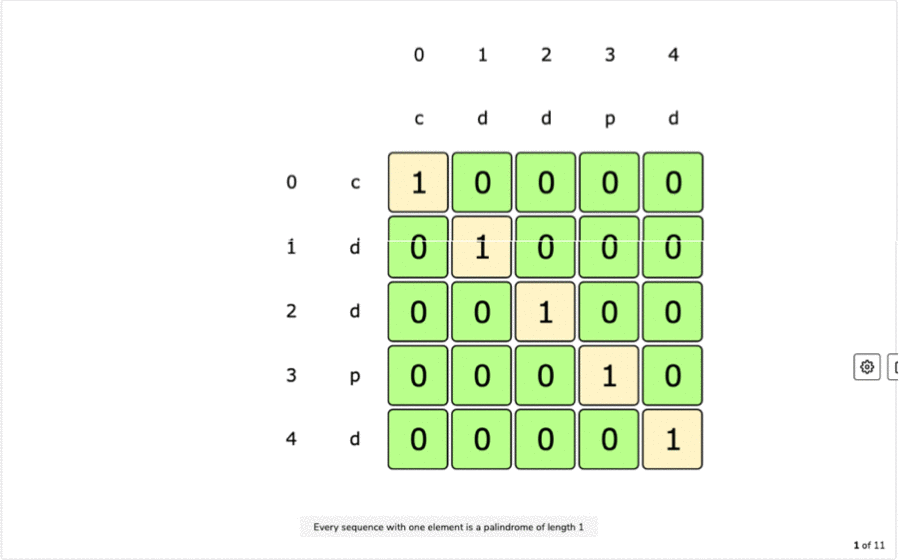 0 1 2 3 4
c d d p d
0 c 1 0 0 0 0
1 d 0 1 0 0 0
2 d 0 0 1 0 0
3 p 0 0 0 1 0
4 d 0 0 0 0 1
Every sequence with one element is a palindrome of length 1
1 of 11